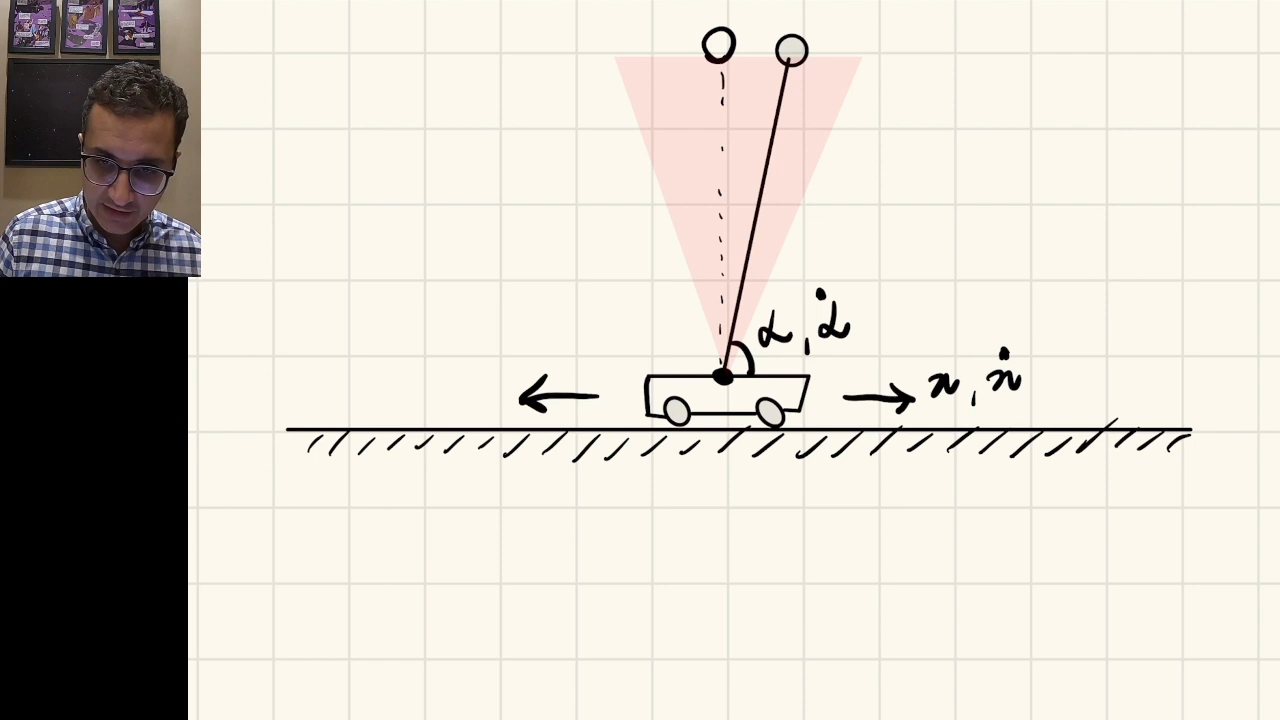 α, α̇
x, ẋ